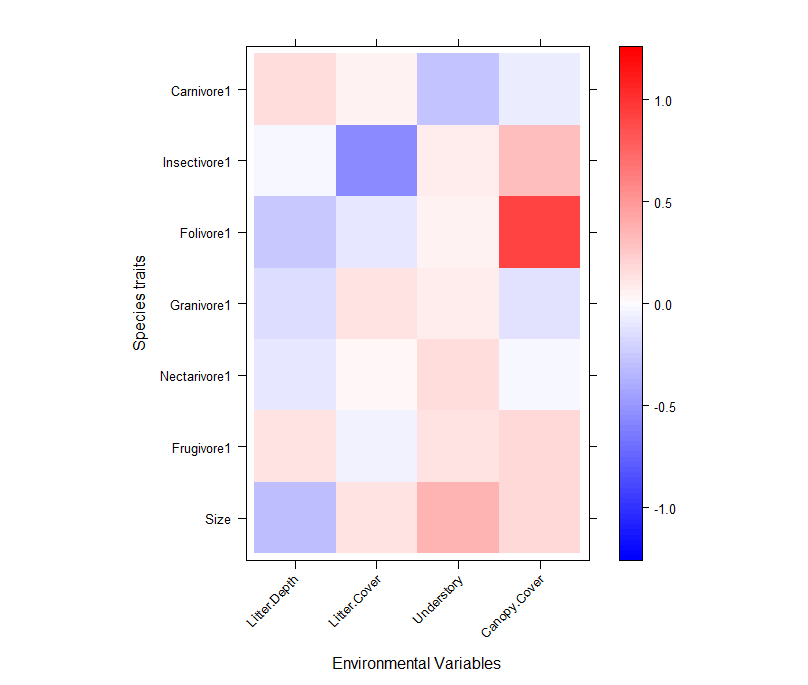 Carnivore1
Insectivore1
Folivore1
Granivore1
Nectarivore1
Frugivore1
Size
Species traits
Litter.Depth
Litter.Cover
Understory
Canopy.Cover
Environmental Variables
1.0
0.5
0.0
-0.5
-1.0